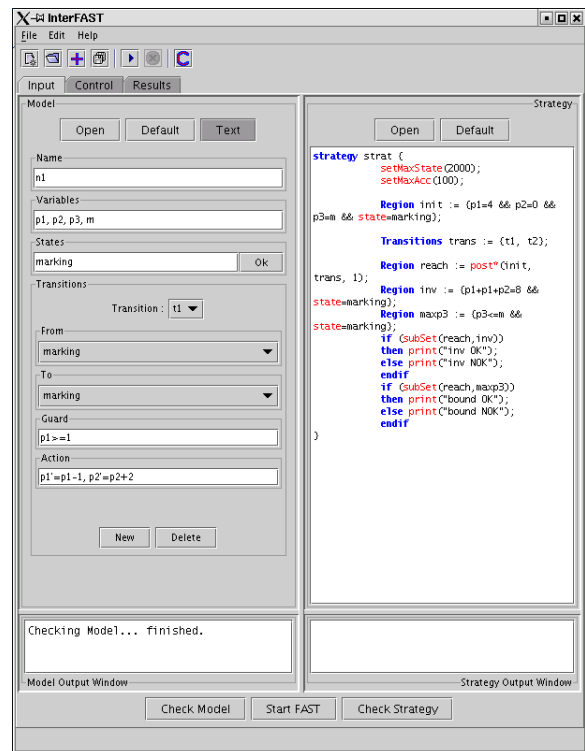 InterFAST
File Edit Help
Input Control Results
Model
Open Default Text
Name
n1
Variables
p1, p2, p3, m
States
marking Ok
Transitions
Transition : t1
From
marking
To
marking
Guard
p1>=1
Action
p1'=p1-1, p2'=p2+2
New Delete
Checking Model... finished.
Model Output Window
Strategy
Open Default
strategy strat {
setMaxState(2000);
setMaxAcc(100);
Region init := {p1=4 && p2=0 &&
p3=m && state=marking};
Transitions trans := {t1, t2};
Region reach := post*(init,
trans, 1);
Region inv := {p1+p1+p2=8 &&
state=marking};
Region maxp3 := {p3<=m &&
state=marking};
if (subSet(reach,inv))
then print("inv OK");
else print("inv NOK");
endif
if (subSet(reach,maxp3))
then print("bound OK");
else print("bound NOK");
endif
}
Strategy Output Window
Check Model Start FAST Check Strategy